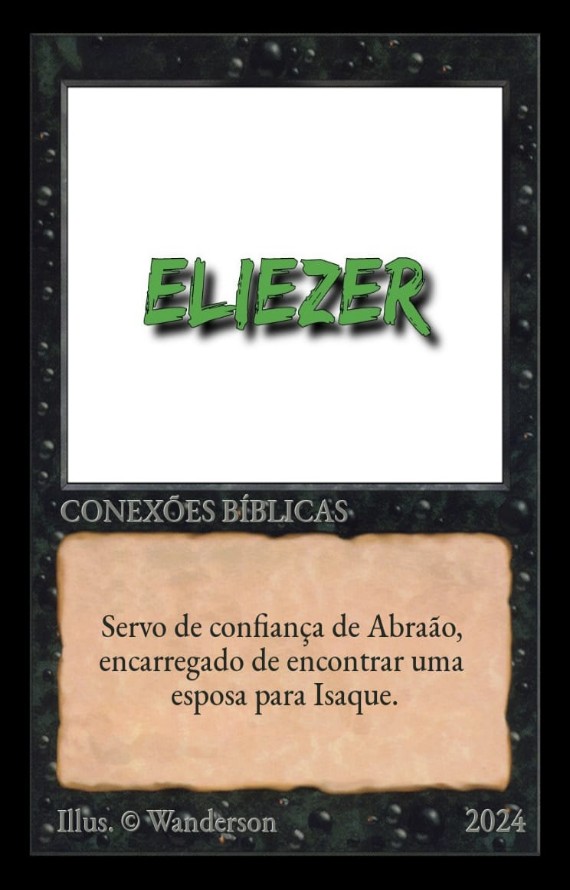 ELIEZER
CONEXÕES BÍBLICAS
Servo de confiança de Abraão,
encarregado de encontrar uma
esposa para Isaque.
Illus. © Wanderson
2024